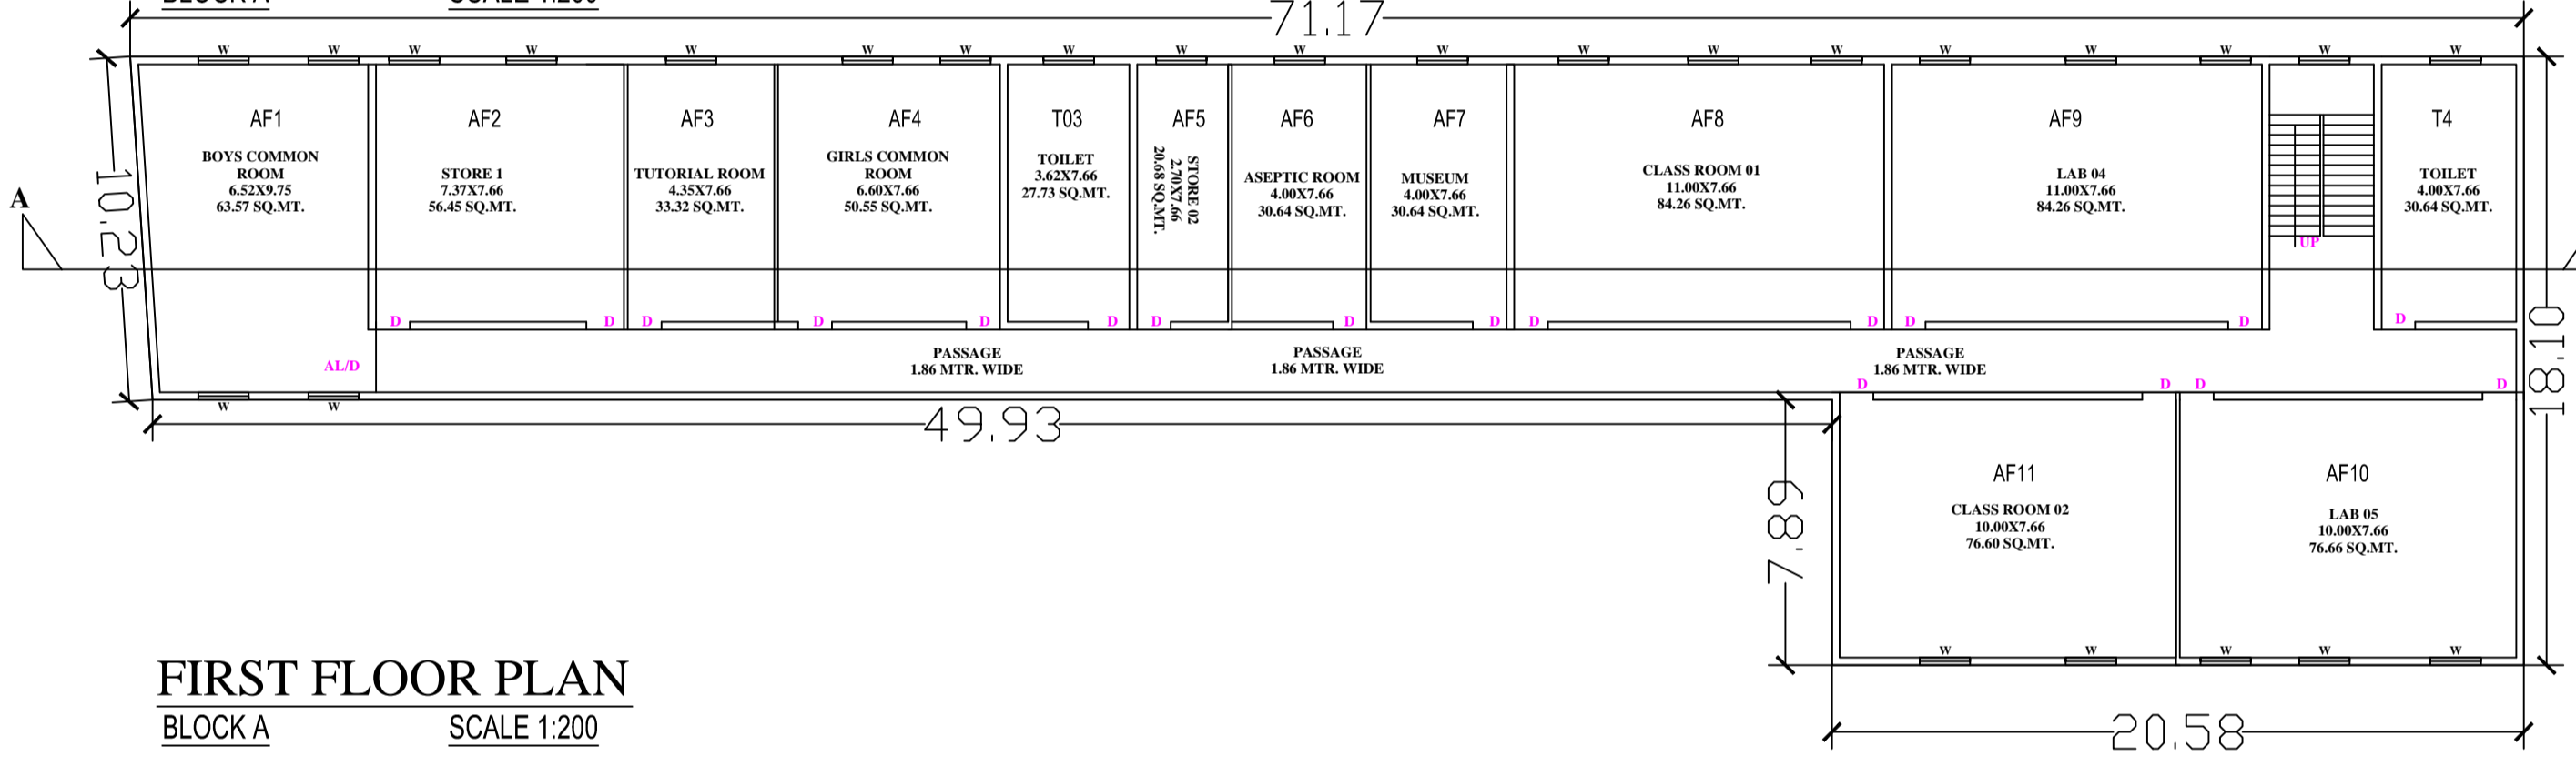 BLOCK A SCALE 1:200
71.17
W W W W W W W W W W W W W W W W W W W
AF1
BOYS COMMON
ROOM
6.52X9.75
63.57 SQ.MT.
AF2
STORE 1
7.37X7.66
56.45 SQ.MT.
AF3
TUTORIAL ROOM
4.35X7.66
33.32 SQ.MT.
AF4
GIRLS COMMON
ROOM
6.60X7.66
50.55 SQ.MT.
T03
TOILET
3.62X7.66
27.73 SQ.MT.
AF5
STORE 02
2.70X7.66
20.68 SQ.MT.
AF6
ASEPTIC ROOM
4.00X7.66
30.64 SQ.MT.
AF7
MUSEUM
4.00X7.66
30.64 SQ.MT.
AF8
CLASS ROOM 01
11.00X7.66
84.26 SQ.MT.
AF9
LAB 04
11.00X7.66
84.26 SQ.MT.
UP
T4
TOILET
4.00X7.66
30.64 SQ.MT.
A
10.23
D D D D D D D D D D D D D D
AL/D
PASSAGE
1.86 MTR. WIDE
PASSAGE
1.86 MTR. WIDE
PASSAGE
1.86 MTR. WIDE
D D D D
18.10
W W
49.93
7.89
AF11
CLASS ROOM 02
10.00X7.66
76.60 SQ.MT.
AF10
LAB 05
10.00X7.66
76.66 SQ.MT.
W W W W W
20.58
FIRST FLOOR PLAN
BLOCK A SCALE 1:200